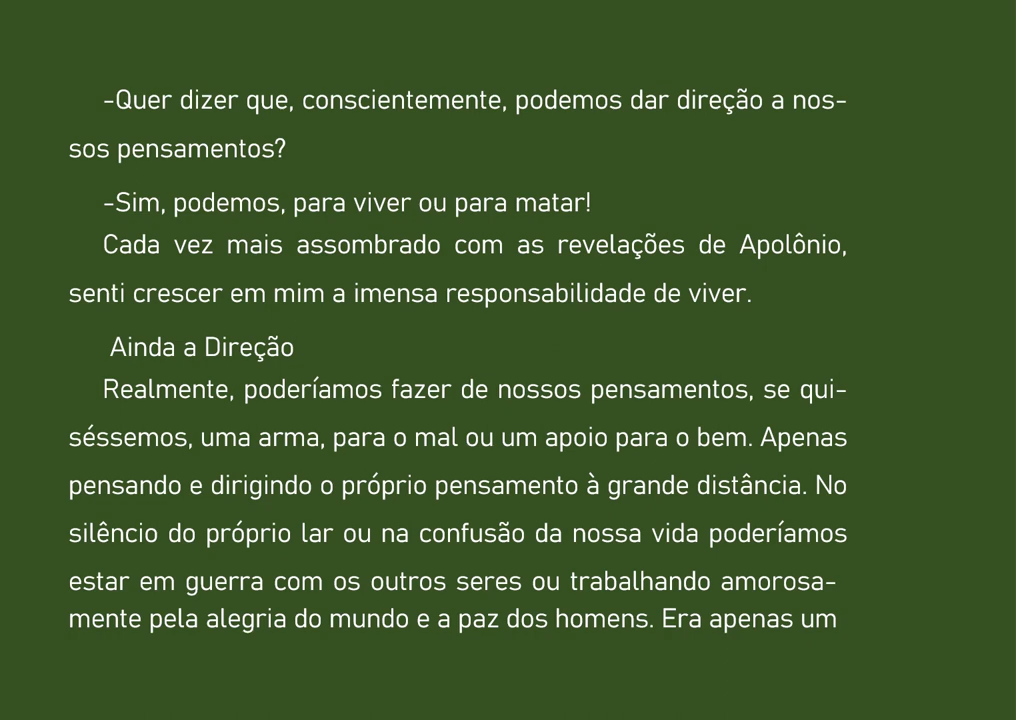 -Quer dizer que, conscientemente, podemos dar direção a nos-
sos pensamentos?
-Sim, podemos, para viver ou para matar!
Cada vez mais assombrado com as revelações de Apolônio,
senti crescer em mim a imensa responsabilidade de viver.
Ainda a Direção
Realmente, poderíamos fazer de nossos pensamentos, se qui-
séssemos, uma arma, para o mal ou um apoio para o bem. Apenas
pensando e dirigindo o próprio pensamento à grande distância. No
silêncio do próprio lar ou na confusão da nossa vida poderíamos
estar em guerra com os outros seres ou trabalhando amorosa-
mente pela alegria do mundo e a paz dos homens. Era apenas um